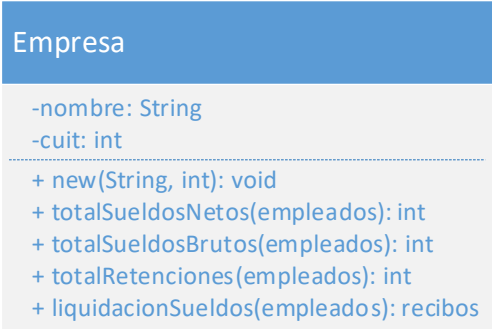 Empresa
-nombre: String
-cuit: int
+ new(String, int): void
+ totalSueldosNetos(empleados): int
+ totalSueldosBrutos(empleados): int
+ totalRetenciones(empleados): int
+ liquidacionSueldos(empleados): recibos